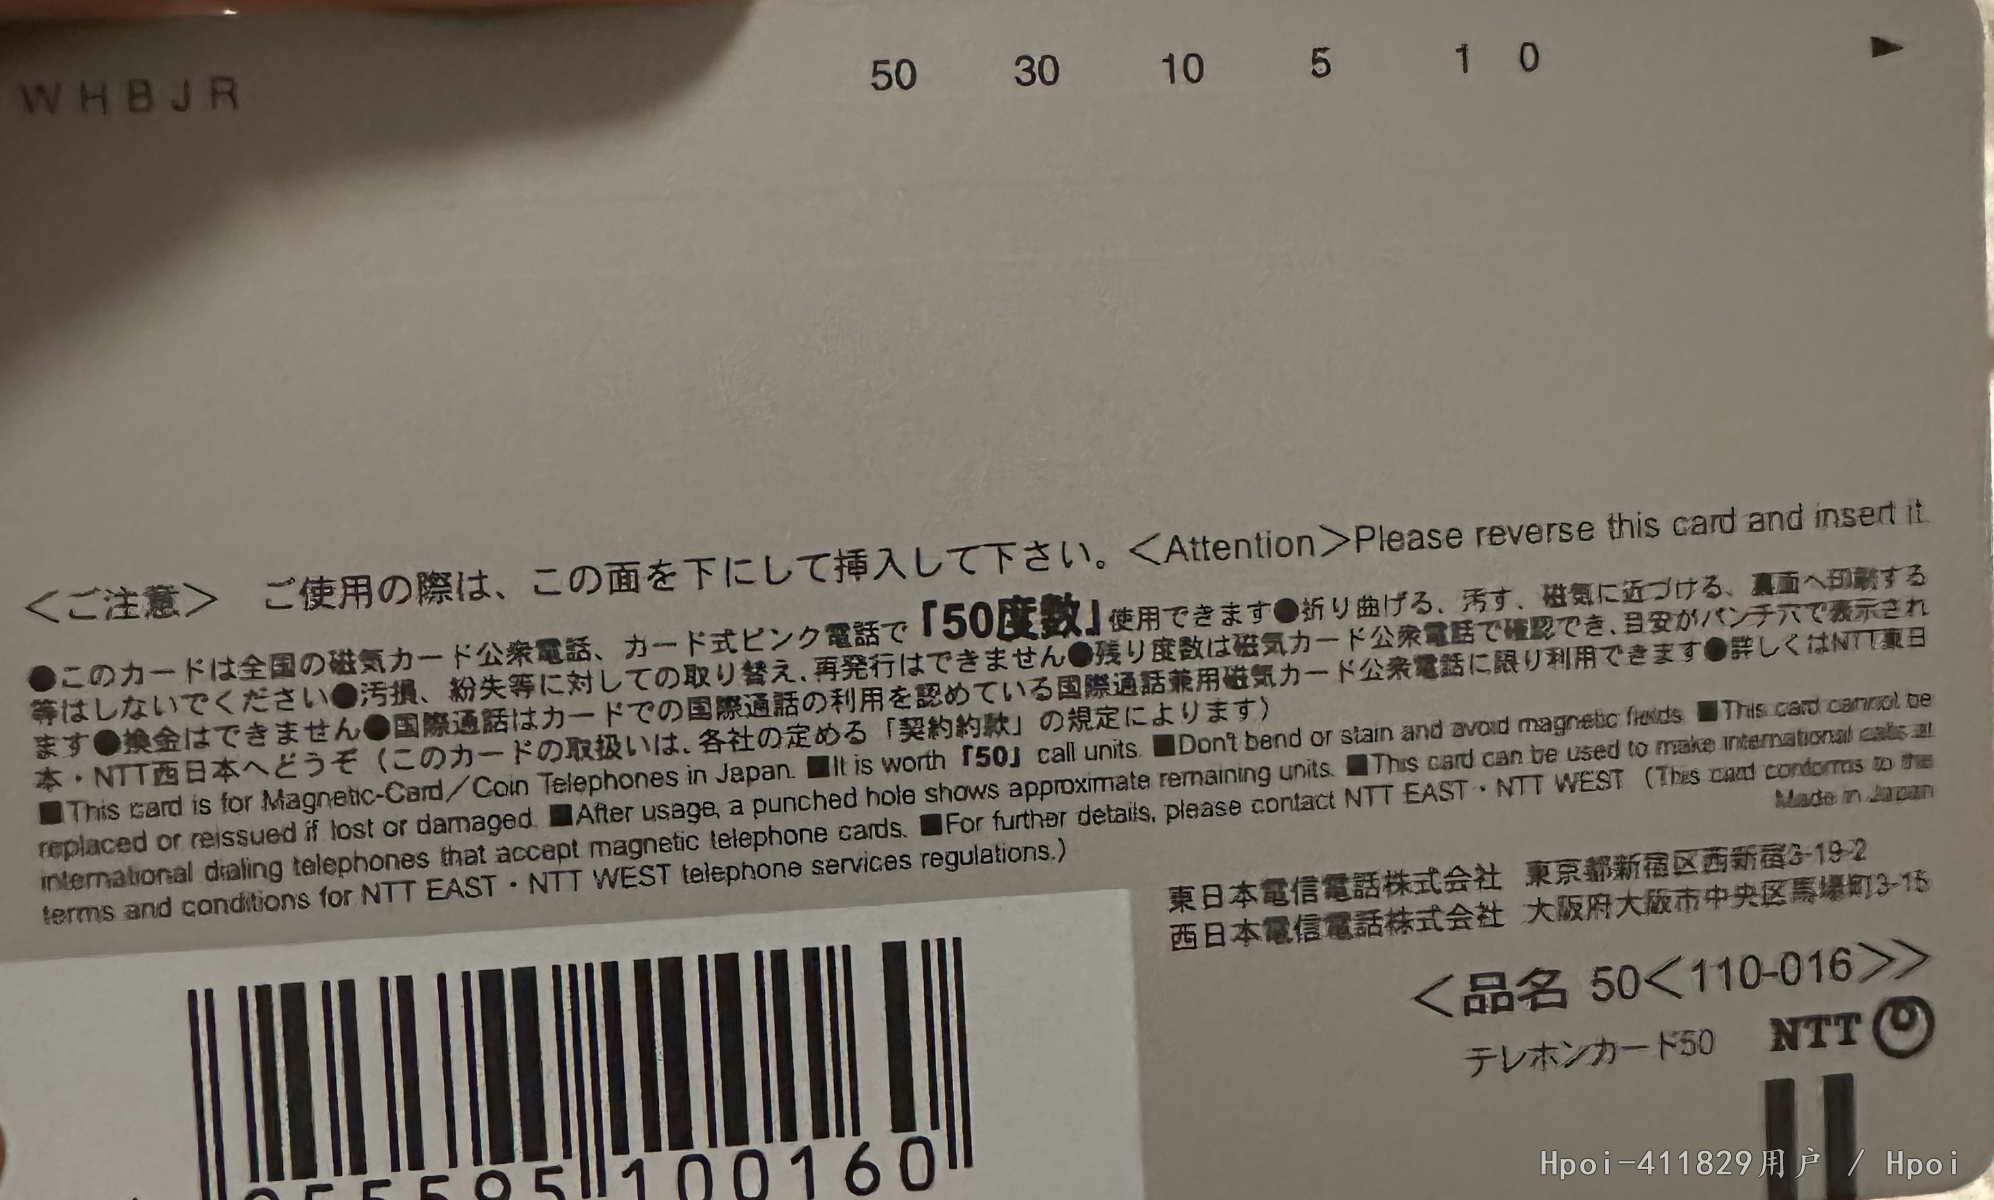 WHBJR 50 30 10 5 1 0
＜ご注意＞ ご使用の際は、この面を下にして挿入して下さい。＜Attention＞Please reverse this card and insert it
●このカードは全国の磁気カード公衆電話、カード式ピンク電話で「50度数」使用できます●折り曲げる、汚す、磁気に近づける、裏面へ印刷する
等はしないでください●汚損、紛失等に対しての取り替え、再発行はできません●残り度数は磁気カード公衆電話で確認でき、目安がパンチ穴で表示され
ます●換金はできません●国際通話はカードでの国際通話の利用を認めている国際通話兼用磁気カード公衆電話に限り利用できます●詳しくはNTT東日
本・NTT西日本へどうぞ（このカードの取扱いは、各社の定める「契約約款」の規定によります）
■This card is for Magnetic-Card／Coin Telephones in Japan. ■It is worth「50」call units. ■Don't bend or stain and avoid magnetic fields. ■This card cannot be
replaced or reissued if lost or damaged. ■After usage, a punched hole shows approximate remaining units. ■This card can be used to make international calls at
international dialing telephones that accept magnetic telephone cards. ■For further details, please contact NTT EAST・NTT WEST (This card conforms to the
terms and conditions for NTT EAST・NTT WEST telephone services regulations.)
Made in Japan
東日本電信電話株式会社 東京都新宿区西新宿3-19-2
西日本電信電話株式会社 大阪府大阪市中央区馬場町3-15
＜品名 50＜110-016＞＞
テレホンカード50 NTT
100160
Hpoi-411829用户 / Hpoi